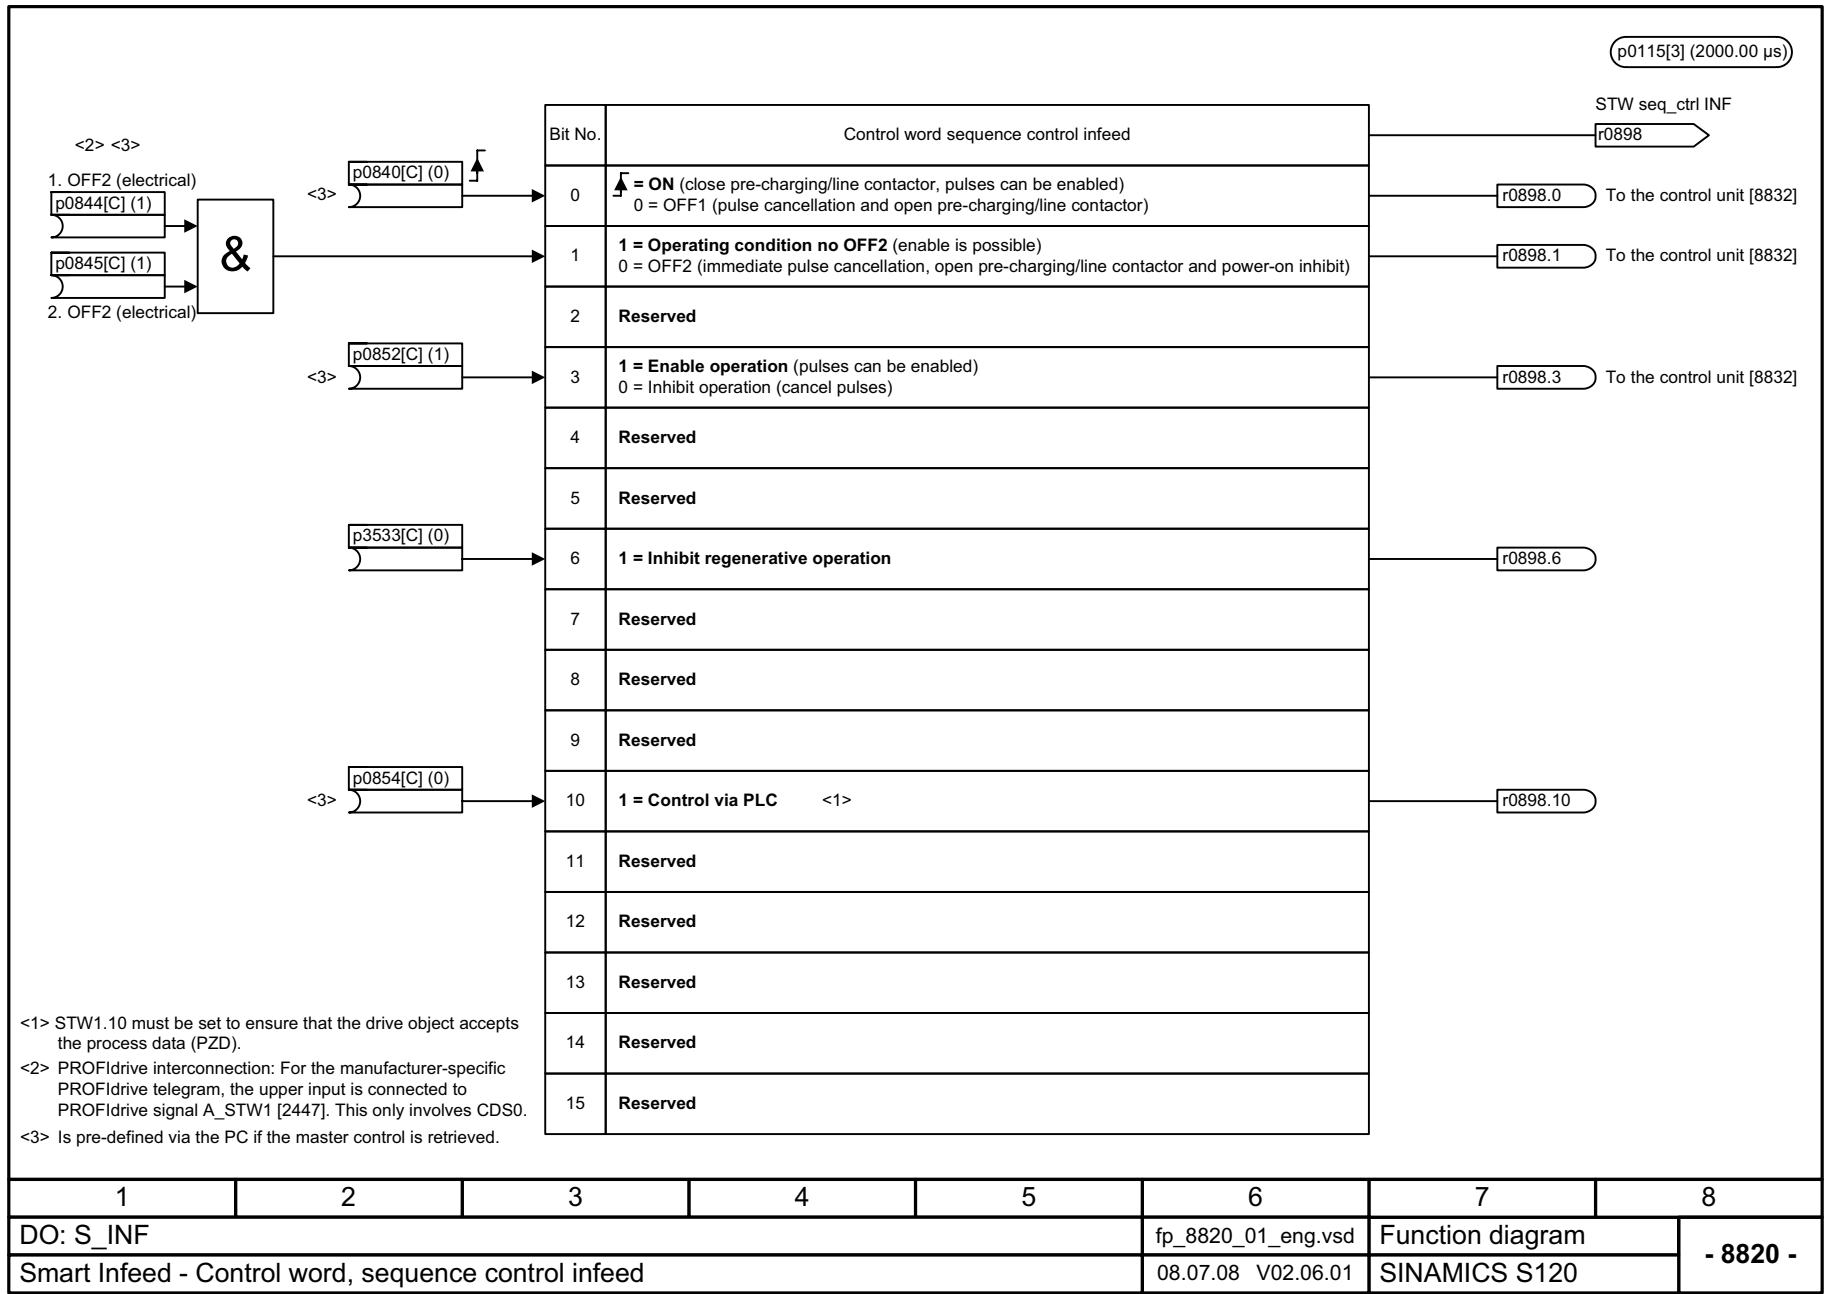 p0115[3] (2000.00 µs)
STW seq_ctrl INF
r0898
Bit No. Control word sequence control infeed
<2> <3>
1. OFF2 (electrical)
p0844[C] (1)
&
p0845[C] (1)
2. OFF2 (electrical)
<3> p0840[C] (0)
0 = ON (close pre-charging/line contactor, pulses can be enabled)
0 = OFF1 (pulse cancellation and open pre-charging/line contactor)
r0898.0 To the control unit [8832]
1 1 = Operating condition no OFF2 (enable is possible)
0 = OFF2 (immediate pulse cancellation, open pre-charging/line contactor and power-on inhibit)
r0898.1 To the control unit [8832]
2 Reserved
<3> p0852[C] (1)
3 1 = Enable operation (pulses can be enabled)
0 = Inhibit operation (cancel pulses)
r0898.3 To the control unit [8832]
4 Reserved
5 Reserved
p3533[C] (0)
6 1 = Inhibit regenerative operation
r0898.6
7 Reserved
8 Reserved
9 Reserved
<3> p0854[C] (0)
10 1 = Control via PLC <1>
r0898.10
11 Reserved
12 Reserved
13 Reserved
14 Reserved
15 Reserved
<1> STW1.10 must be set to ensure that the drive object accepts
the process data (PZD).
<2> PROFIdrive interconnection: For the manufacturer-specific
PROFIdrive telegram, the upper input is connected to
PROFIdrive signal A_STW1 [2447]. This only involves CDS0.
<3> Is pre-defined via the PC if the master control is retrieved.
1 2 3 4 5 6 7 8
DO: S_INF fp_8820_01_eng.vsd Function diagram
- 8820 -
Smart Infeed - Control word, sequence control infeed 08.07.08 V02.06.01 SINAMICS S120